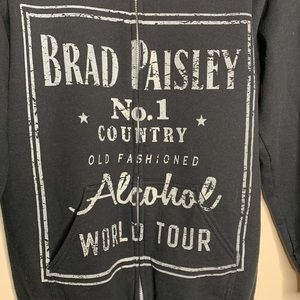 BRAD PAISLEY
No.1
COUNTRY
OLD FASHIONED
Alcohol
WORLD TOUR